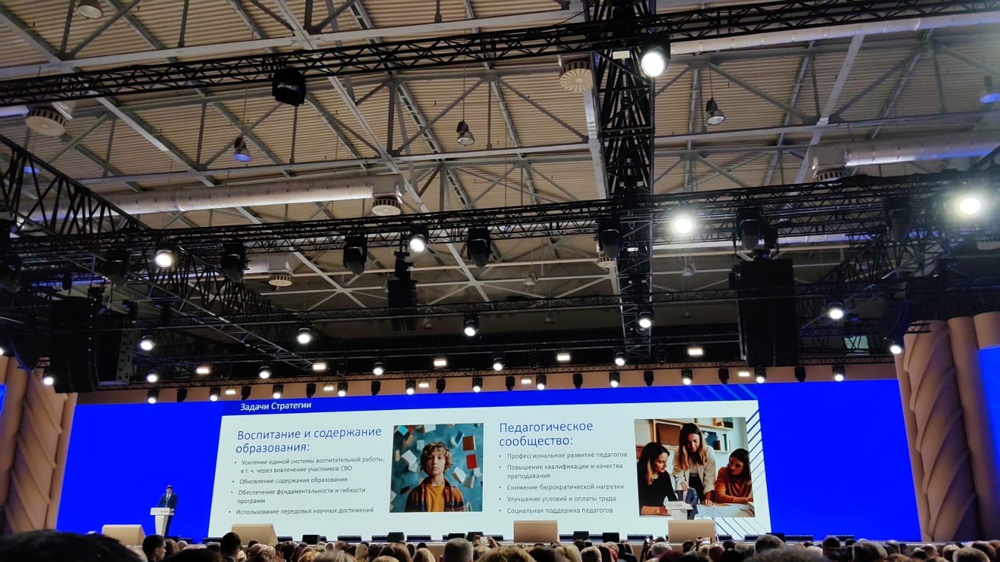 Задачи Стратегии
Воспитание и содержание
образования:
• Усиление единой системы воспитательной работы,
в т. ч. через вовлечение участников СВО
• Обновление содержания образования
• Обеспечение фундаментальности и гибкости
программ
• Использование передовых научных достижений
Педагогическое
сообщество:
• Профессиональное развитие педагогов
• Повышение квалификации и качества
преподавания
• Снижение бюрократической нагрузки
• Улучшение условий и оплаты труда
• Социальная поддержка педагогов